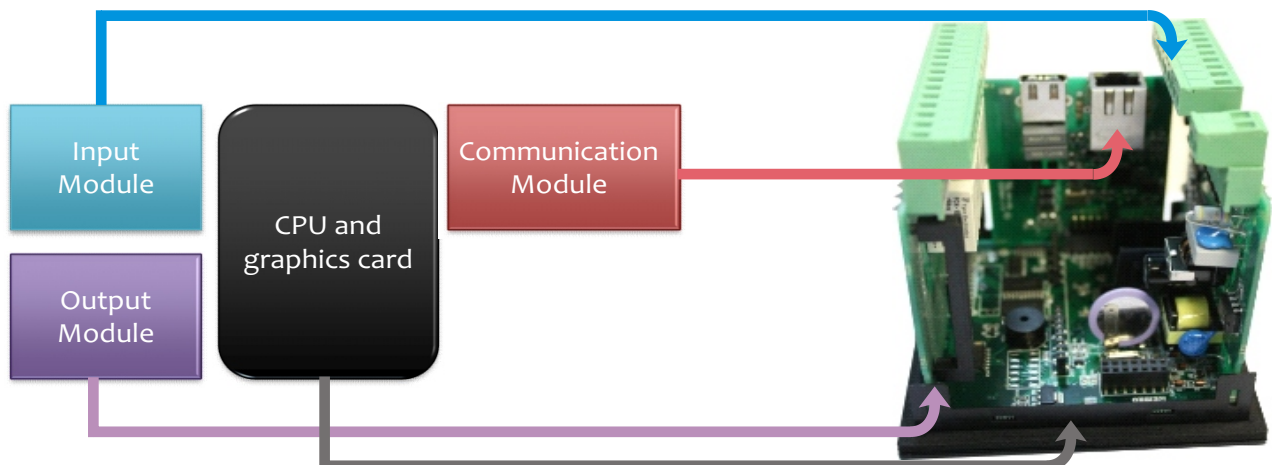 Input
Module
CPU and
graphics card
Communication
Module
Output
Module